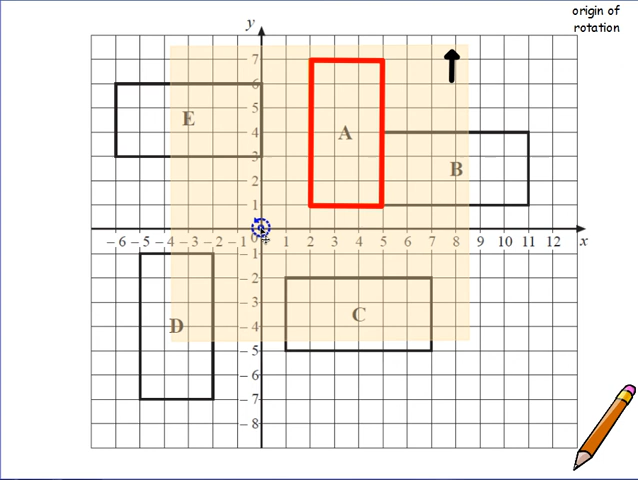 origin of
rotation
y
7
6
E
5
A
4
3
B
2
1
0
–6 –5 –4 –3 –2 –1 1 2 3 4 5 6 7 8 9 10 11 12 x
–1
–2
–3
C
D
–4
–5
–6
–7
–8